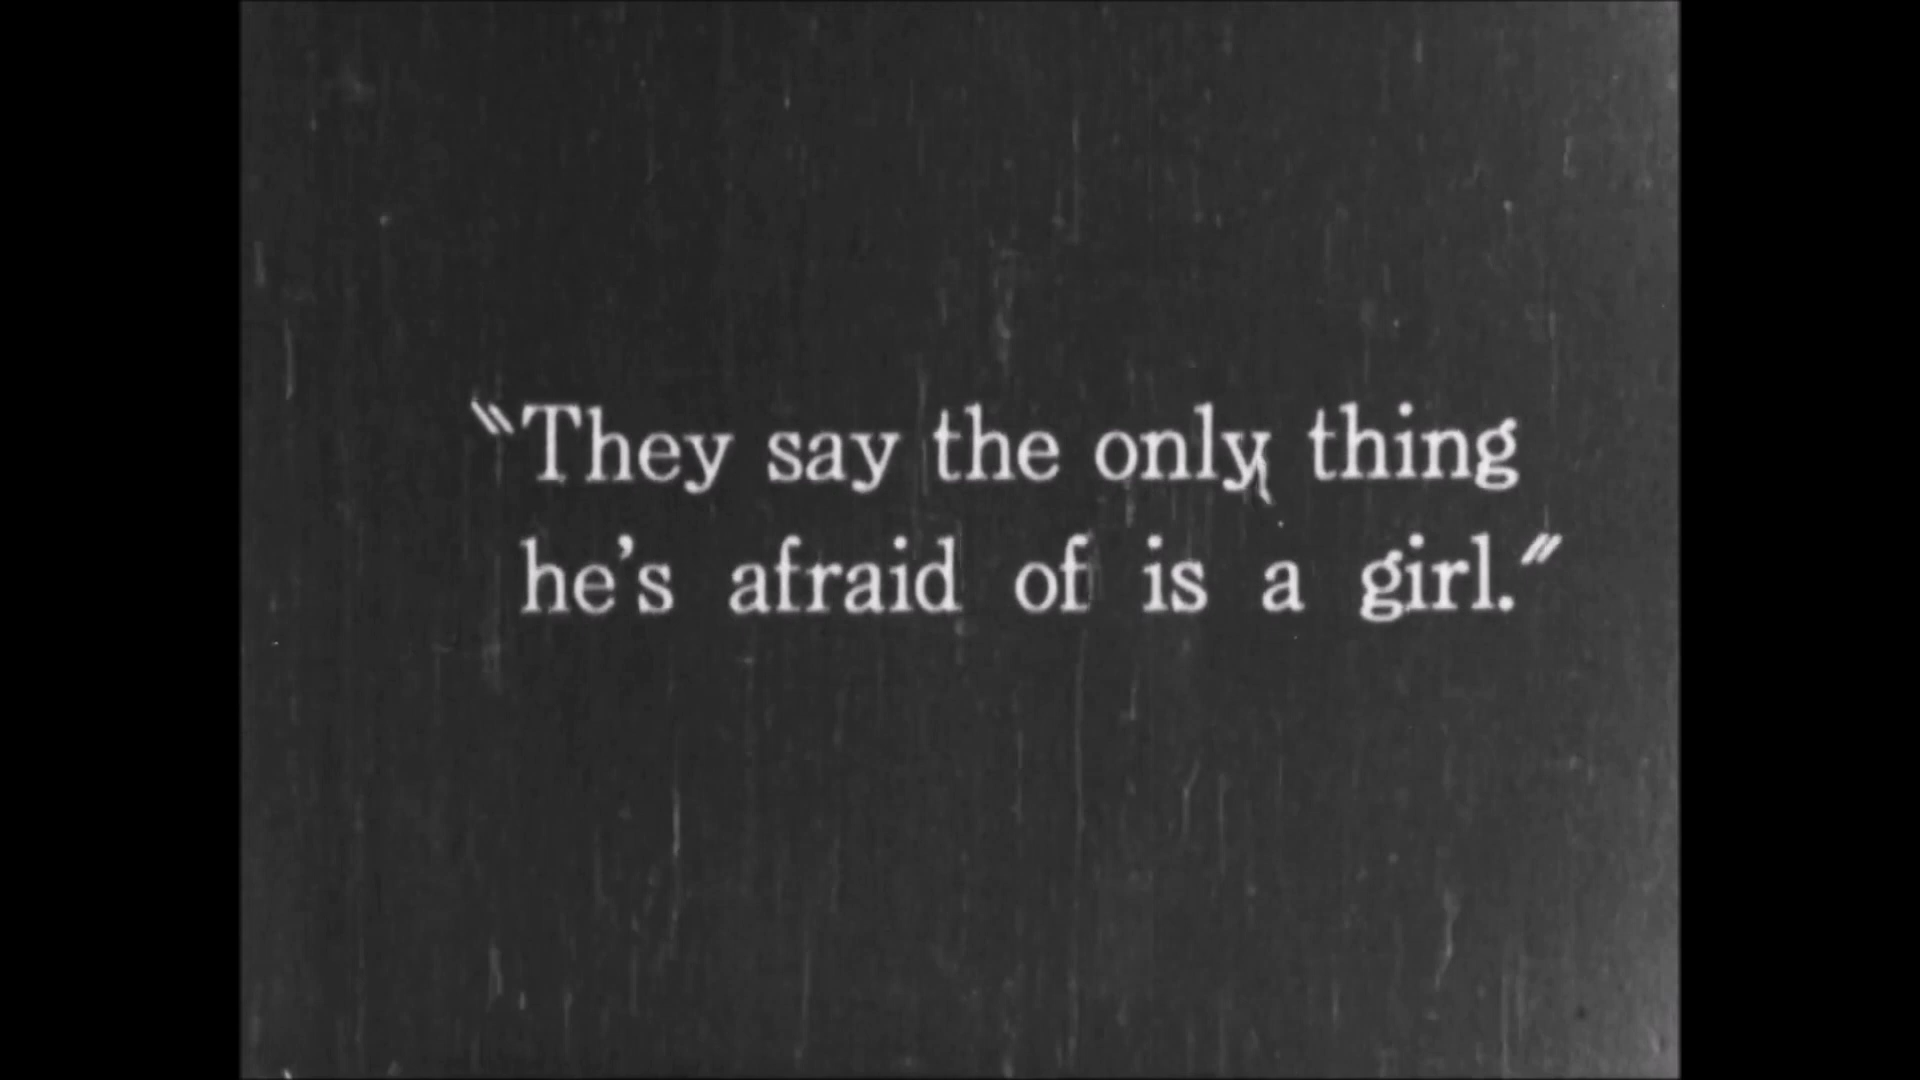 "They say the only thing
he's afraid of is a girl."